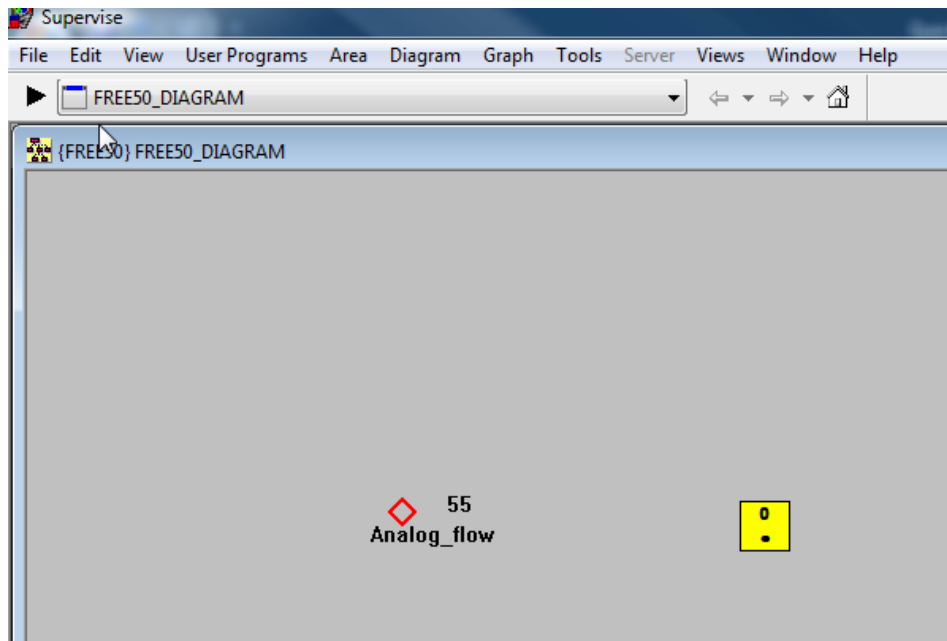 Supervise
File Edit View User Programs Area Diagram Graph Tools Server Views Window Help
FREE50_DIAGRAM
{FREE50} FREE50_DIAGRAM
55
Analog_flow
0